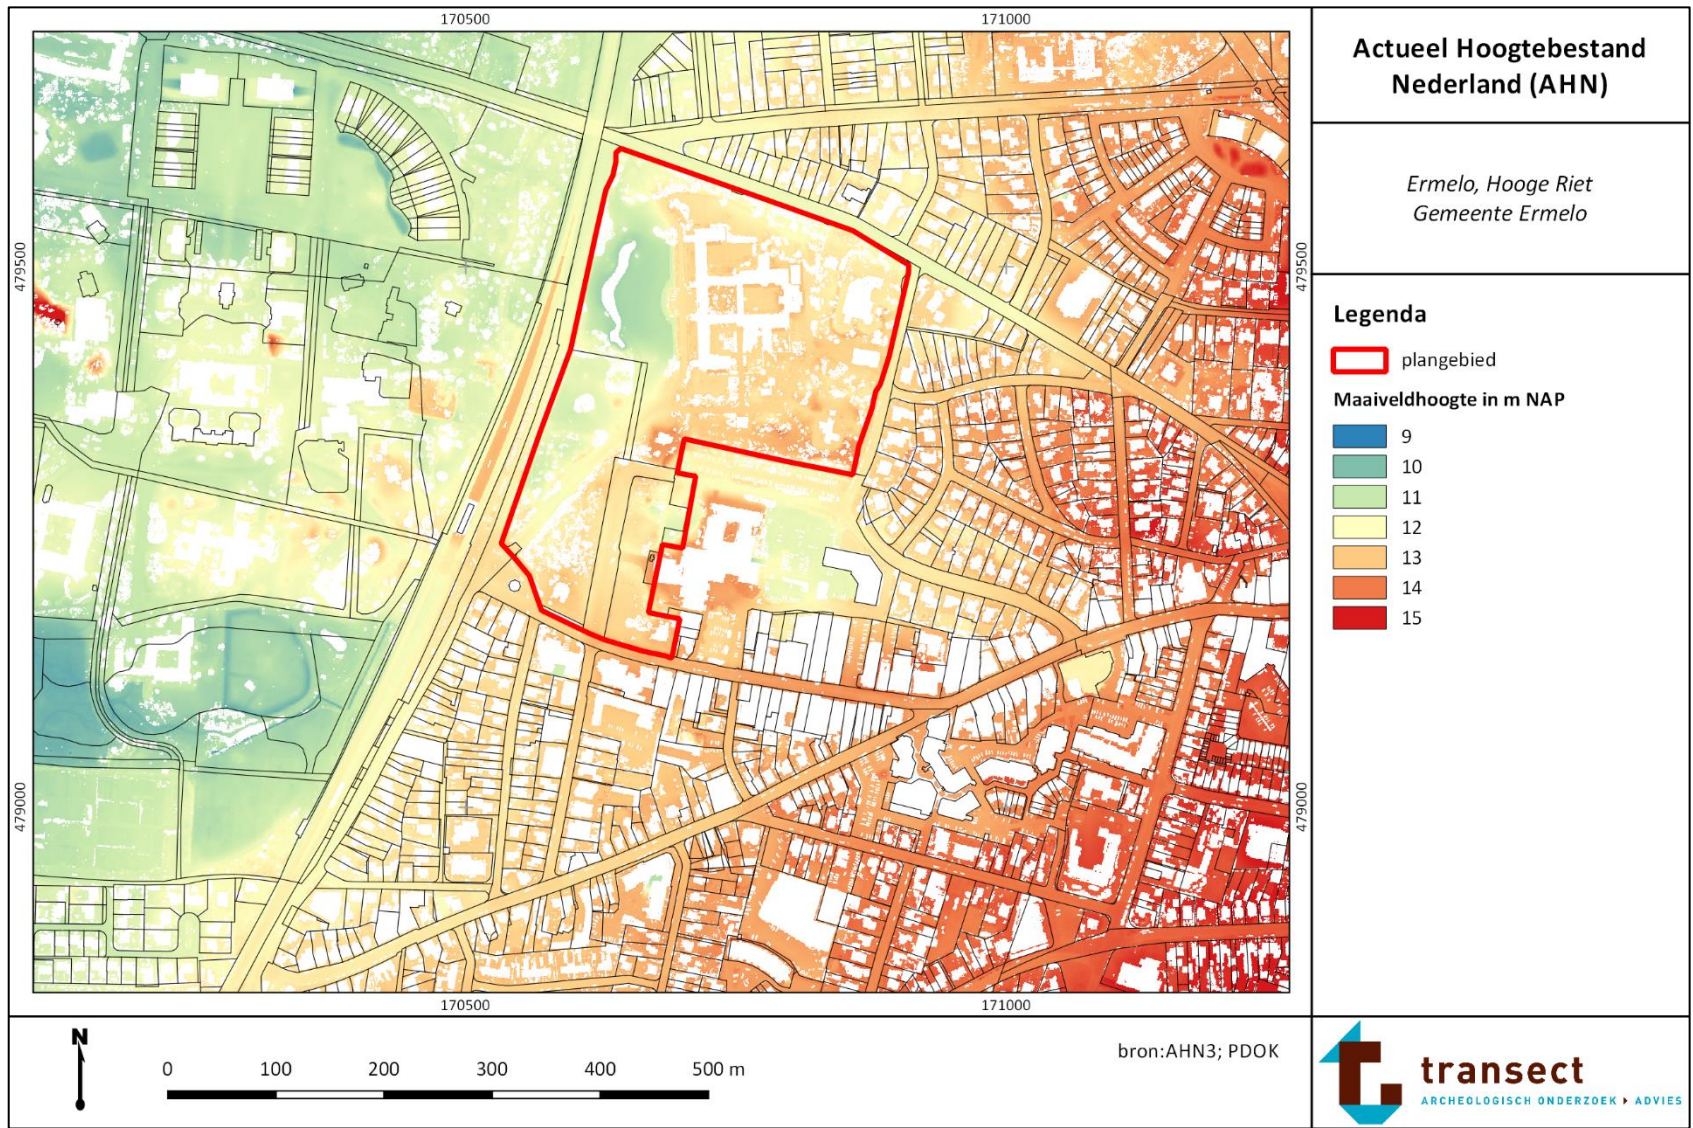 170500
171000
Actueel Hoogtebestand
Nederland (AHN)
Ermelo, Hooge Riet
Gemeente Ermelo
479500
479500
Legenda
plangebied
Maaiveldhoogte in m NAP
9
10
11
12
13
14
15
479000
479000
170500
171000
N
0
100
200
300
400
500 m
bron:AHN3; PDOK
transect
ARCHEOLOGISCH ONDERZOEK ▸ ADVIES